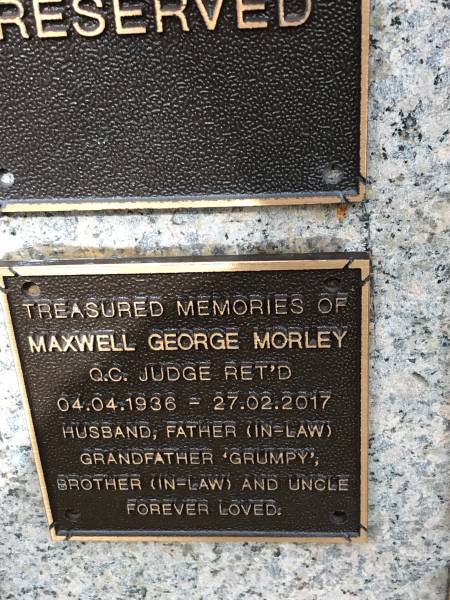 RESERVED
TREASURED MEMORIES OF
MAXWELL GEORGE MORLEY
Q.C. JUDGE RET'D
04.04.1936 - 27.02.2017
HUSBAND, FATHER (IN-LAW)
GRANDFATHER 'GRUMPY',
BROTHER (IN-LAW) AND UNCLE
FOREVER LOVED.